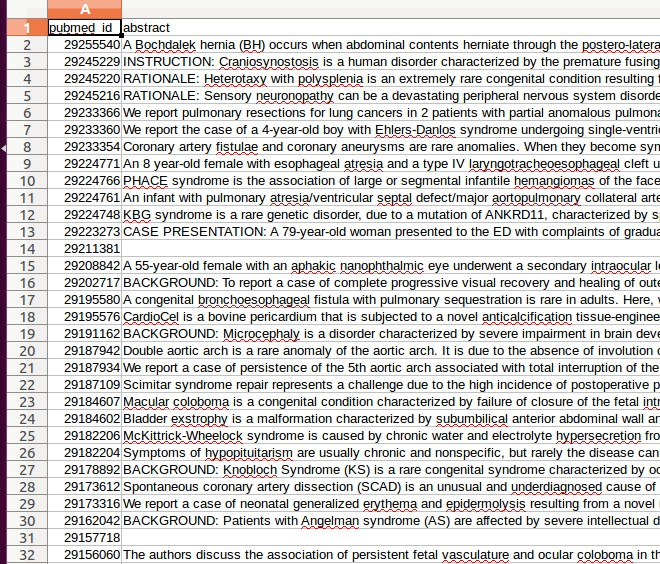 A
1 pubmed_id abstract
2 29255540 A Bochdalek hernia (BH) occurs when abdominal contents herniate through the postero-latera
3 29245229 INSTRUCTION: Craniosynostosis is a human disorder characterized by the premature fusing
4 29245220 RATIONALE: Heterotaxy with polysplenia is an extremely rare congenital condition resulting f
5 29245216 RATIONALE: Sensory neuronopathy can be a devastating peripheral nervous system disorde
6 29233366 We report pulmonary resections for lung cancers in 2 patients with partial anomalous pulmona
7 29233360 We report the case of a 4-year-old boy with Ehlers-Danlos syndrome undergoing single-ventri
8 29233354 Coronary artery fistulae and coronary aneurysms are rare anomalies. When they become syn
9 29224771 An 8 year-old female with esophageal atresia and a type IV laryngotracheoesophageal cleft u
10 29224766 PHACE syndrome is the association of large or segmental infantile hemangiomas of the face
11 29224761 An infant with pulmonary atresia/ventricular septal defect/major aortopulmonary collateral arte
12 29224748 KBG syndrome is a rare genetic disorder, due to a mutation of ANKRD11, characterized by s
13 29223273 CASE PRESENTATION: A 79-year-old woman presented to the ED with complaints of gradua
14 29211381
15 29208842 A 55-year-old female with an aphakic nanophthalmic eye underwent a secondary intraocular l
16 29202717 BACKGROUND: To report a case of complete progressive visual recovery and healing of oute
17 29195580 A congenital bronchoesophageal fistula with pulmonary sequestration is rare in adults. Here, w
18 29195576 CardioCel is a bovine pericardium that is subjected to a novel anticalcification tissue-enginee
19 29191162 BACKGROUND: Microcephaly is a disorder characterized by severe impairment in brain deve
20 29187942 Double aortic arch is a rare anomaly of the aortic arch. It is due to the absence of involution o
21 29187934 We report a case of persistence of the 5th aortic arch associated with total interruption of the
22 29187109 Scimitar syndrome repair represents a challenge due to the high incidence of postoperative p
23 29184607 Macular coloboma is a congenital condition characterized by failure of closure of the fetal intr
24 29184602 Bladder exstrophy is a malformation characterized by subumbilical anterior abdominal wall an
25 29182206 McKittrick-Wheelock syndrome is caused by chronic water and electrolyte hypersecretion fro
26 29182204 Symptoms of hypopituitarism are usually chronic and nonspecific, but rarely the disease can
27 29178892 BACKGROUND: Knobloch Syndrome (KS) is a rare congenital syndrome characterized by oc
28 29173612 Spontaneous coronary artery dissection (SCAD) is an unusual and underdiagnosed cause of
29 29173316 We report a case of neonatal generalized erythema and epidermolysis resulting from a novel
30 29162042 BACKGROUND: Patients with Angelman syndrome (AS) are affected by severe intellectual d
31 29157718
32 29156060 The authors discuss the association of persistent fetal vasculature and ocular coloboma in th